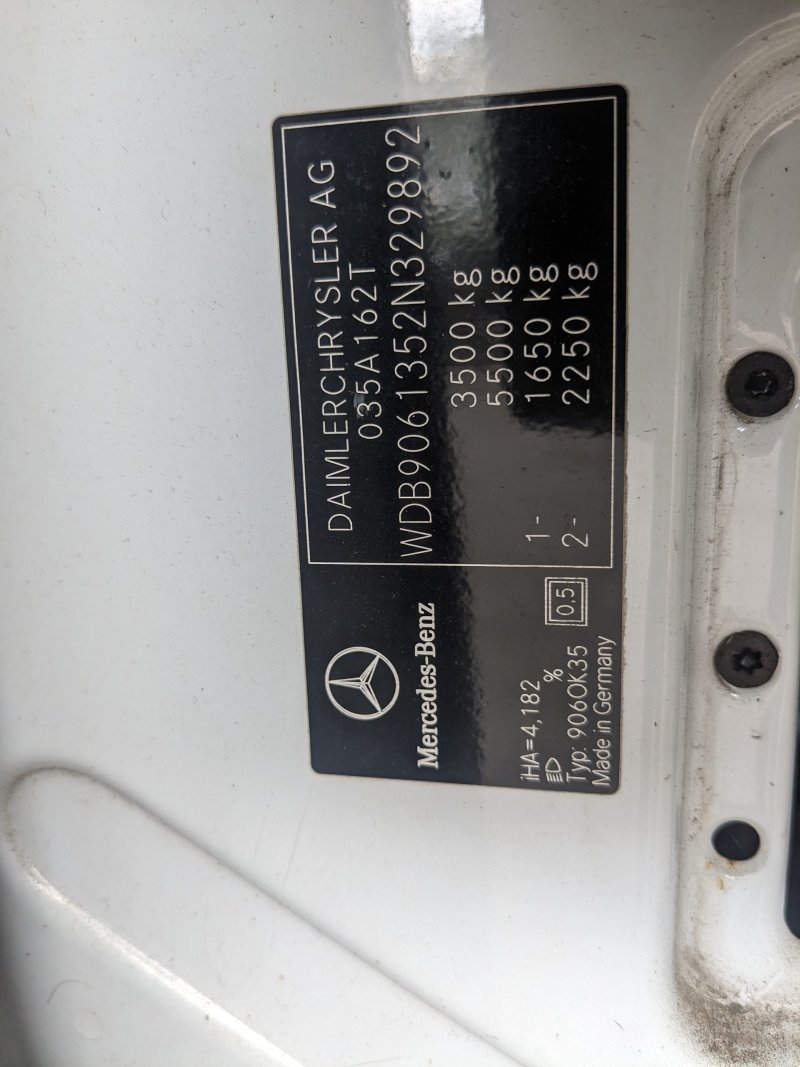 DAIMLERCHRYSLER AG
035A162T
WDB9061352N329892
3500 kg
5500 kg
1- 1650 kg
2- 2250 kg
Mercedes-Benz
iHA=4,182
%
Typ: 906OK35
0,5
Made in Germany